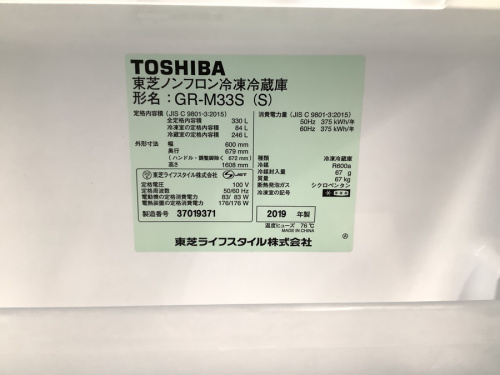 TOSHIBA
東芝ノンフロン冷凍冷蔵庫
形名:GR-M33S (S)
定格内容積 (JIS C 9801-3:2015)
全定格内容積 330 L
冷凍室の定格内容積 84 L
冷蔵室の定格内容積 246 L
外形寸法 幅 600 mm
奥行 679 mm
(ハンドル・調整脚除く 672 mm)
高さ 1608 mm
東芝ライフスタイル株式会社 JET
定格電圧 100 V
定格周波数 50/60 Hz
電動機の定格消費電力 83/ 83 W
電熱装置の定格消費電力 176/176 W
製造番号 37019371
消費電力量 (JIS C 9801-3:2015)
50Hz 375 kWh/年
60Hz 375 kWh/年
種類 冷凍冷蔵庫
冷媒 R600a
冷媒封入量 67 g
質量 67 kg
断熱発泡ガス シクロペンタン
冷凍室の記号
2019 年製
温度ヒューズ 76℃
MADE IN CHINA
東芝ライフスタイル株式会社